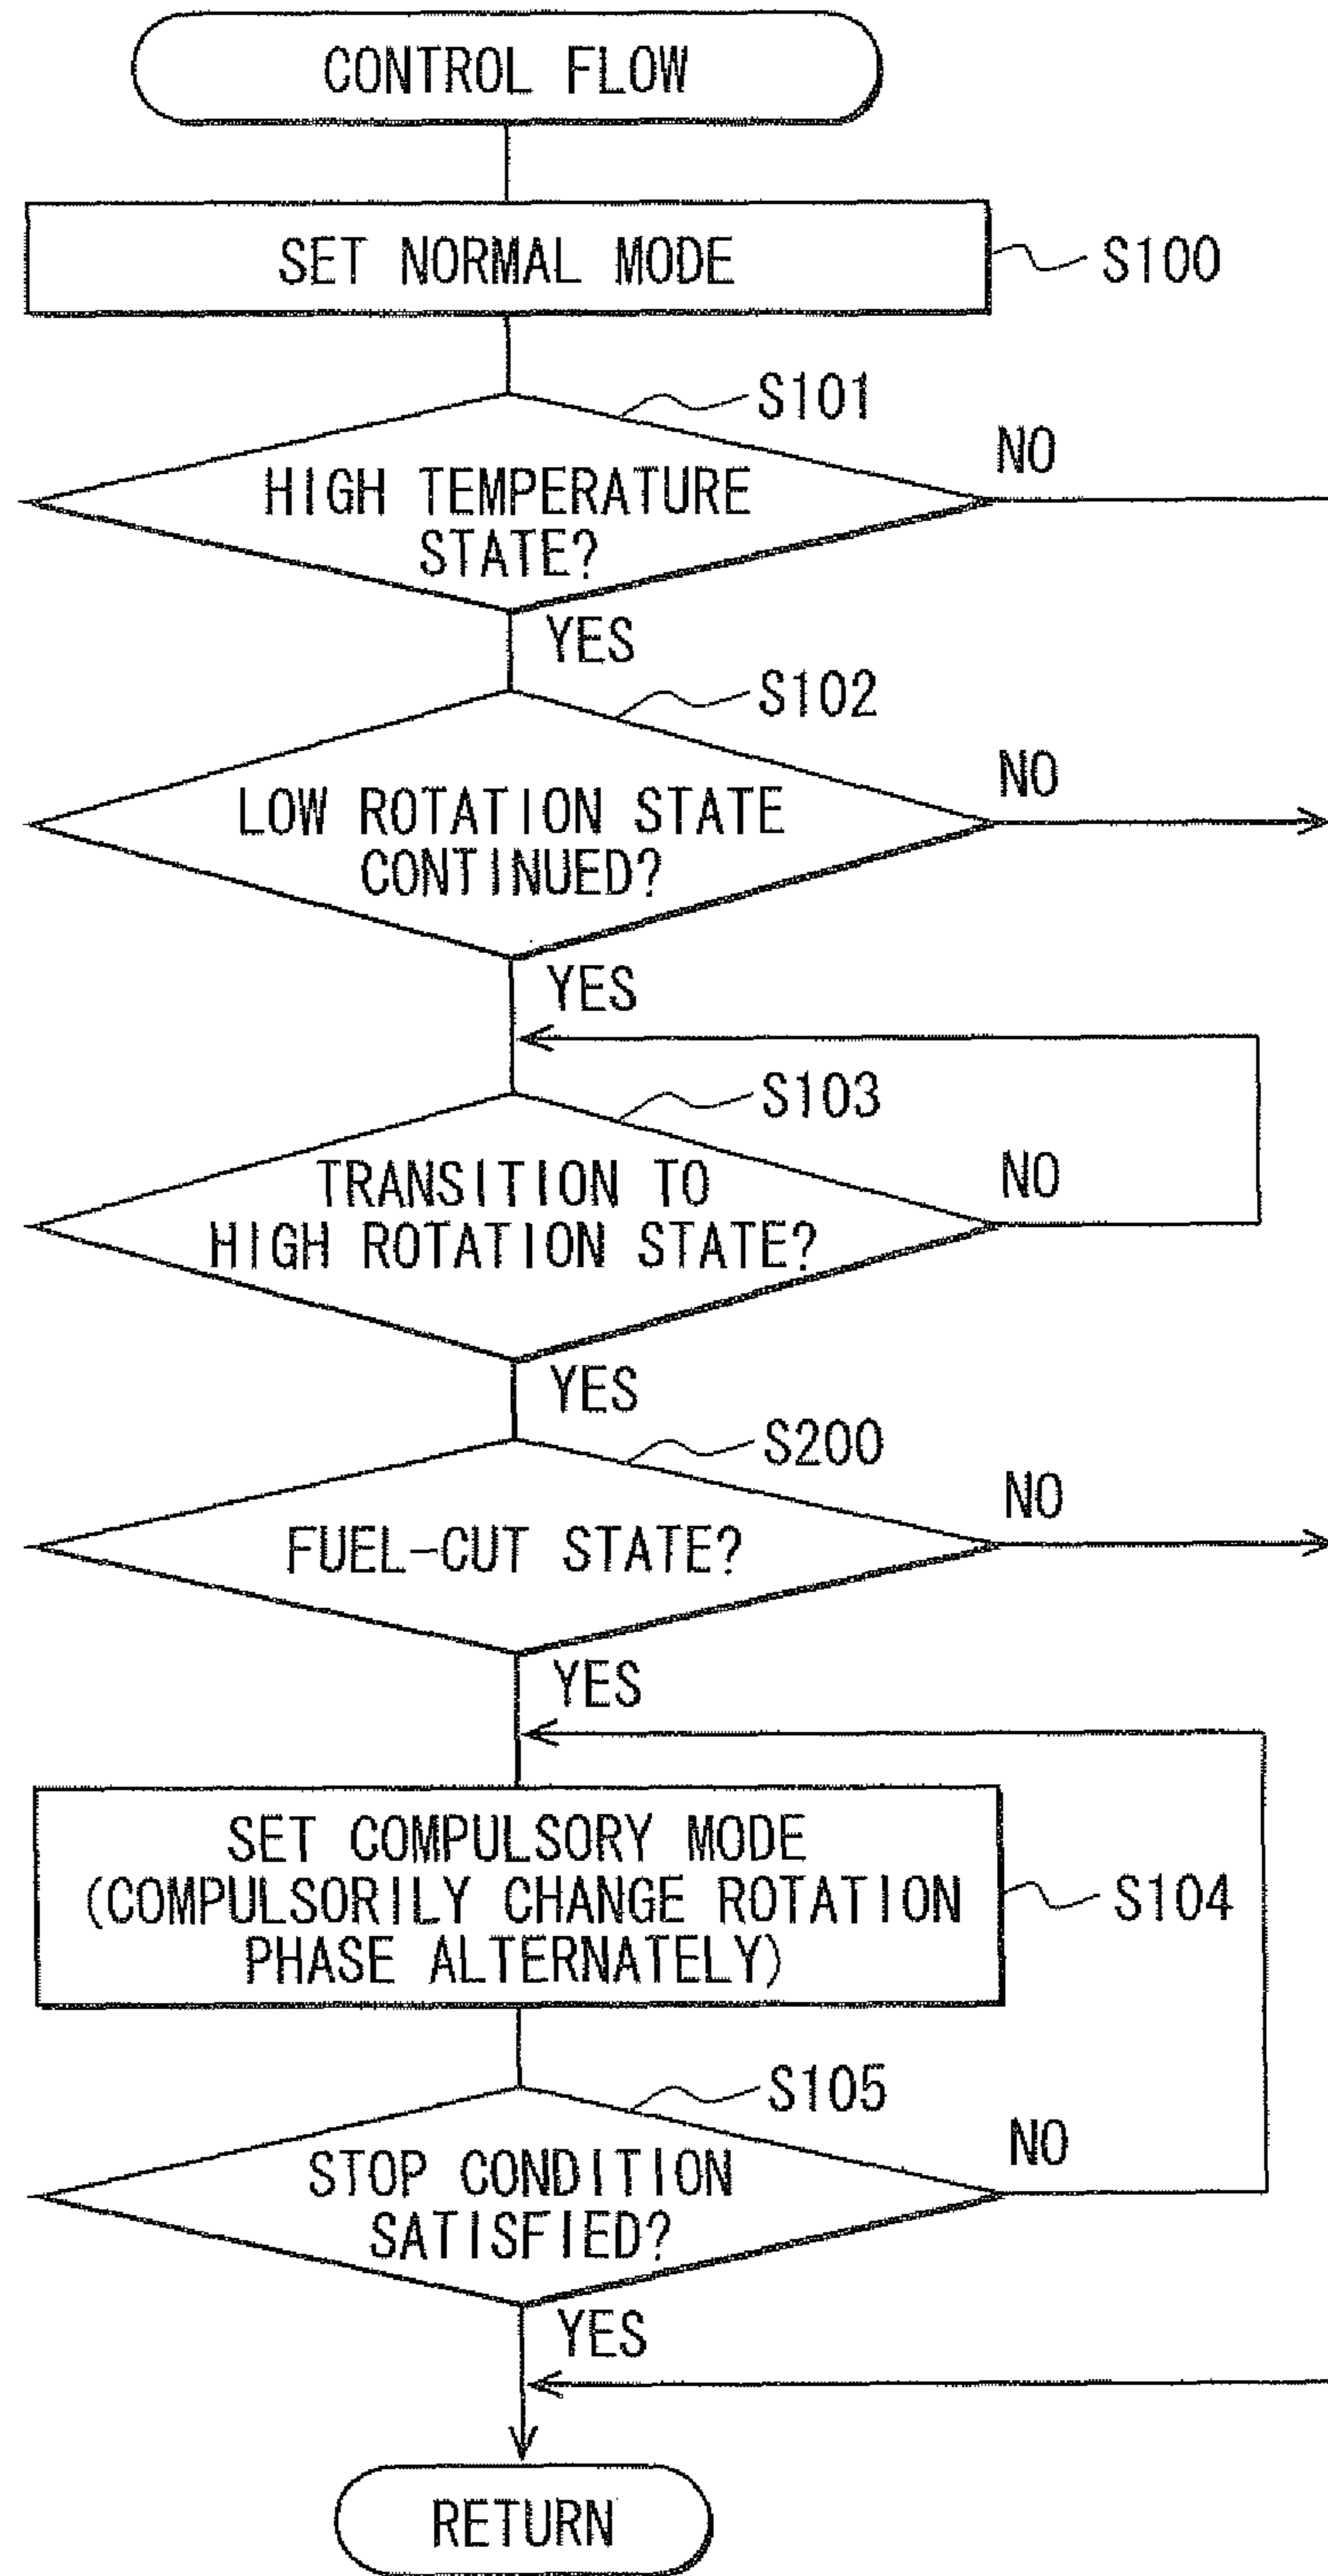 CONTROL FLOW
SET NORMAL MODE
S100
S101
NO
HIGH TEMPERATURE
STATE?
YES
S102
NO
LOW ROTATION STATE
CONTINUED?
YES
S103
TRANSITION TO
NO
HIGH ROTATION STATE?
YES
S200
NO
FUEL-CUT STATE?
YES
SET COMPULSORY MODE
(COMPULSORILY CHANGE ROTATION
S104
PHASE ALTERNATELY)
S105
NO
STOP CONDITION
SATISFIED?
YES
RETURN